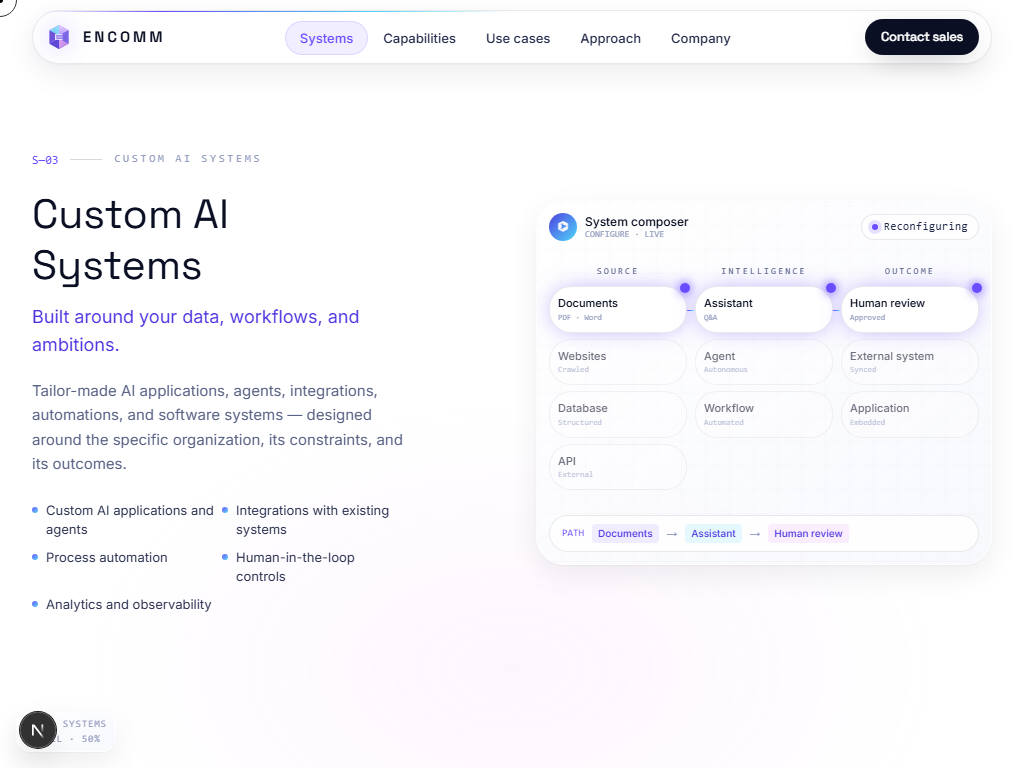 ENCOMM
Systems
Capabilities
Use cases
Approach
Company
Contact sales
S—03
CUSTOM AI SYSTEMS
Custom AI
Systems
Built around your data, workflows, and
ambitions.
Tailor-made AI applications, agents, integrations,
automations, and software systems — designed
around the specific organization, its constraints, and
its outcomes.
Custom AI applications and
agents
Integrations with existing
systems
Process automation
Human-in-the-loop
controls
Analytics and observability
System composer
CONFIGURE · LIVE
Reconfiguring
SOURCE
INTELLIGENCE
OUTCOME
Documents
PDF · Word
Assistant
Q&A
Human review
Approved
Websites
Crawled
Agent
Autonomous
External system
Synced
Database
Structured
Workflow
Automated
Application
Embedded
API
External
PATH Documents → Assistant → Human review
N
SYSTEMS
L · 50%